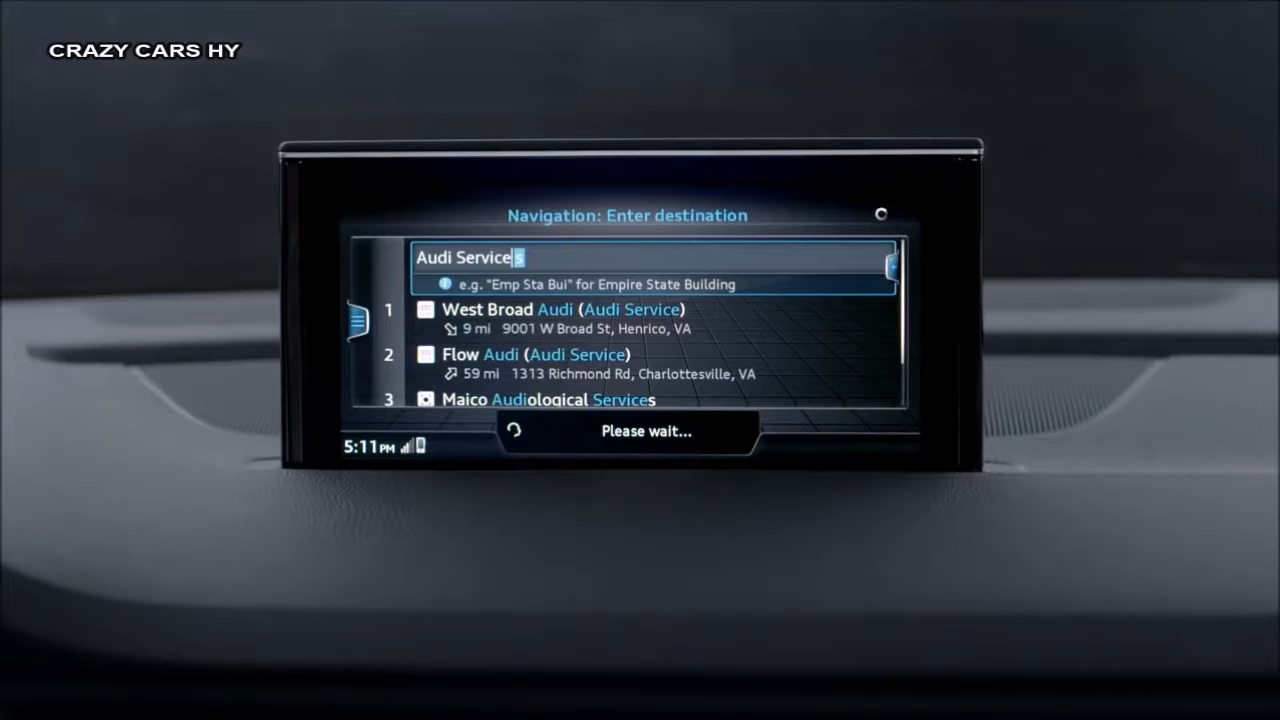 CRAZY CARS HY
Navigation: Enter destination
Audi Services
e.g. "Emp Sta Bui" for Empire State Building
1 West Broad Audi (Audi Service)
9 mi 9001 W Broad St, Henrico, VA
2 Flow Audi (Audi Service)
59 mi 1313 Richmond Rd, Charlottesville, VA
3 Maico Audiological Services
Please wait...
5:11PM